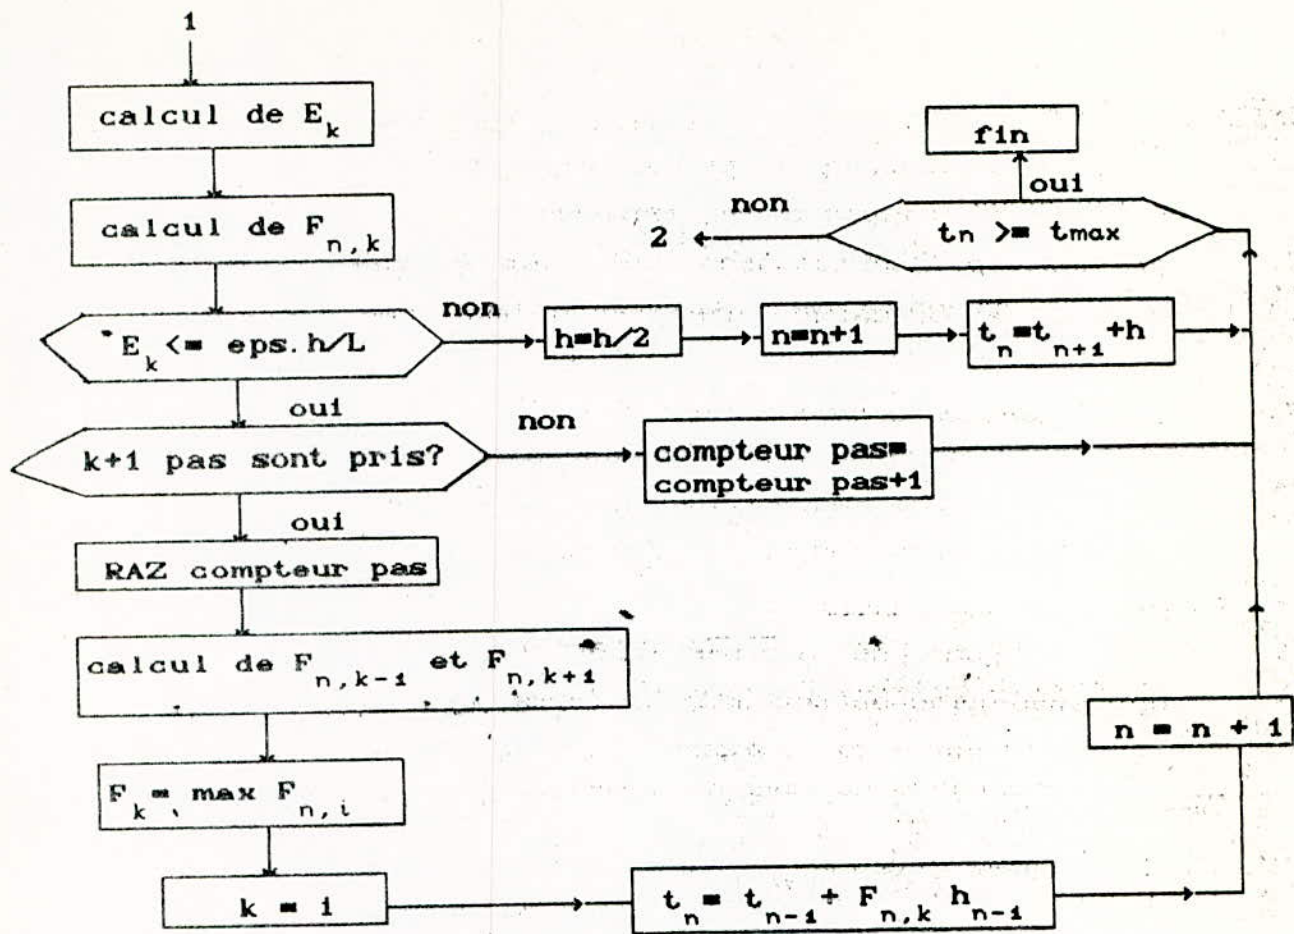 1
calcul de E_k
fin
oui
non
calcul de F_n,k
2
tn >= tmax
non
E_k <= eps.h/L
h=h/2
n=n+1
t_n=t_n+1+h
oui
non
k+1 pas sont pris?
compteur pas=
compteur pas+1
oui
RAZ compteur pas
calcul de F_n,k-1 et F_n,k+1
n = n + 1
F_k = max F_n,i
k = i
t_n = t_n-1 + F_n,k h_n-1